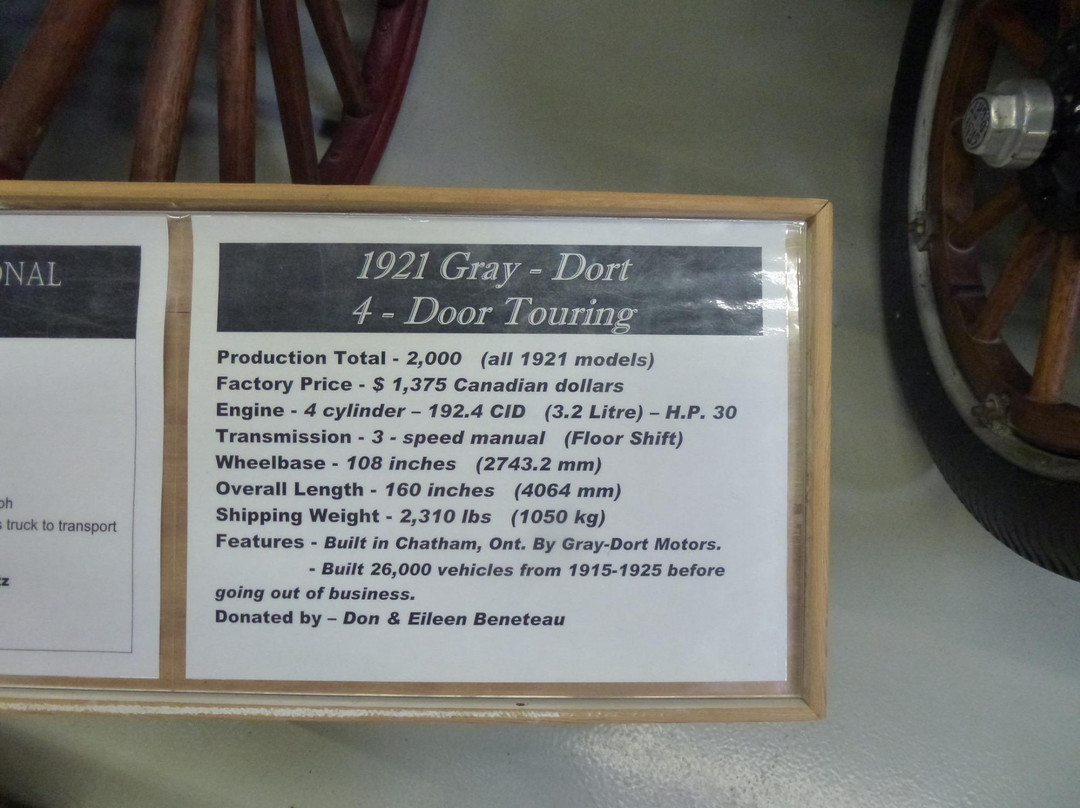 ONAL
ph
s truck to transport
tz
1921 Gray - Dort
4 - Door Touring
Production Total - 2,000 (all 1921 models)
Factory Price - $ 1,375 Canadian dollars
Engine - 4 cylinder – 192.4 CID (3.2 Litre) – H.P. 30
Transmission - 3 - speed manual (Floor Shift)
Wheelbase - 108 inches (2743.2 mm)
Overall Length - 160 inches (4064 mm)
Shipping Weight - 2,310 lbs (1050 kg)
Features - Built in Chatham, Ont. By Gray-Dort Motors.
- Built 26,000 vehicles from 1915-1925 before
going out of business.
Donated by – Don & Eileen Beneteau